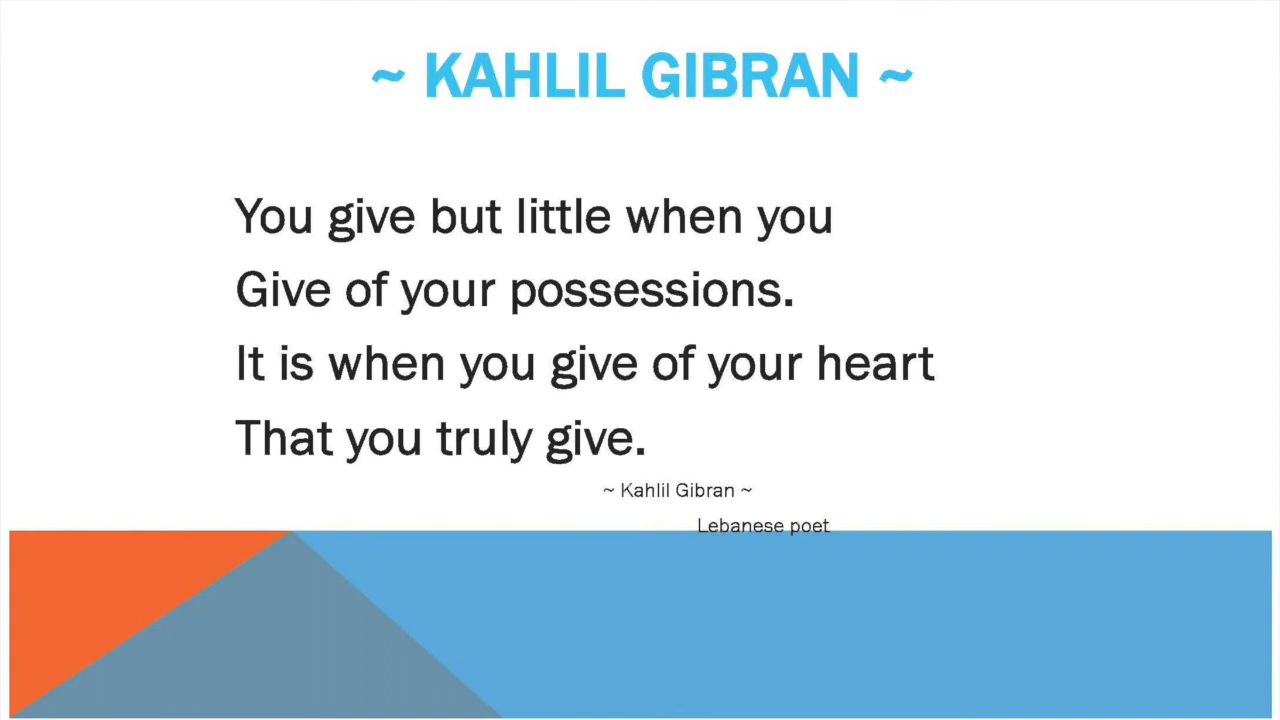 ~ KAHLIL GIBRAN ~
You give but little when you
Give of your possessions.
It is when you give of your heart
That you truly give.
~ Kahlil Gibran ~
Lebanese poet